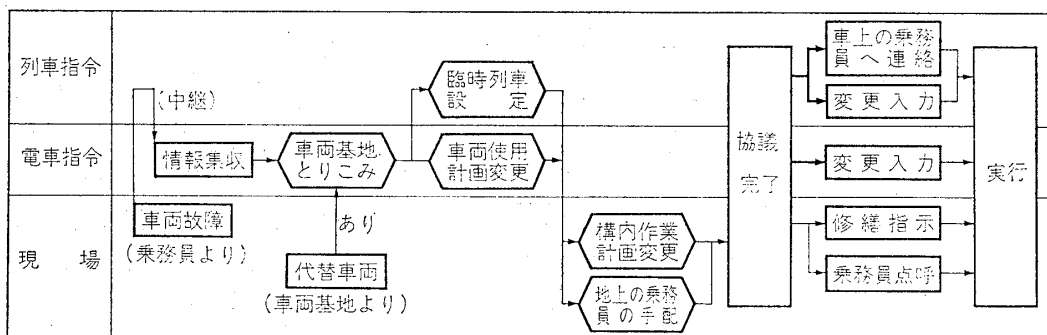 列車指令
電車指令
現場
(中継)
情報集収
車両故障
(乗務員より)
車両基地
とりこみ
あり
代替車両
(車両基地より)
臨時列車
設定
車両使用
計画変更
構内作業
計画変更
地上の乗務
員の手配
協議
完了
車上の乗務
員へ連絡
変更入力
変更入力
修繕指示
乗務員点呼
実行